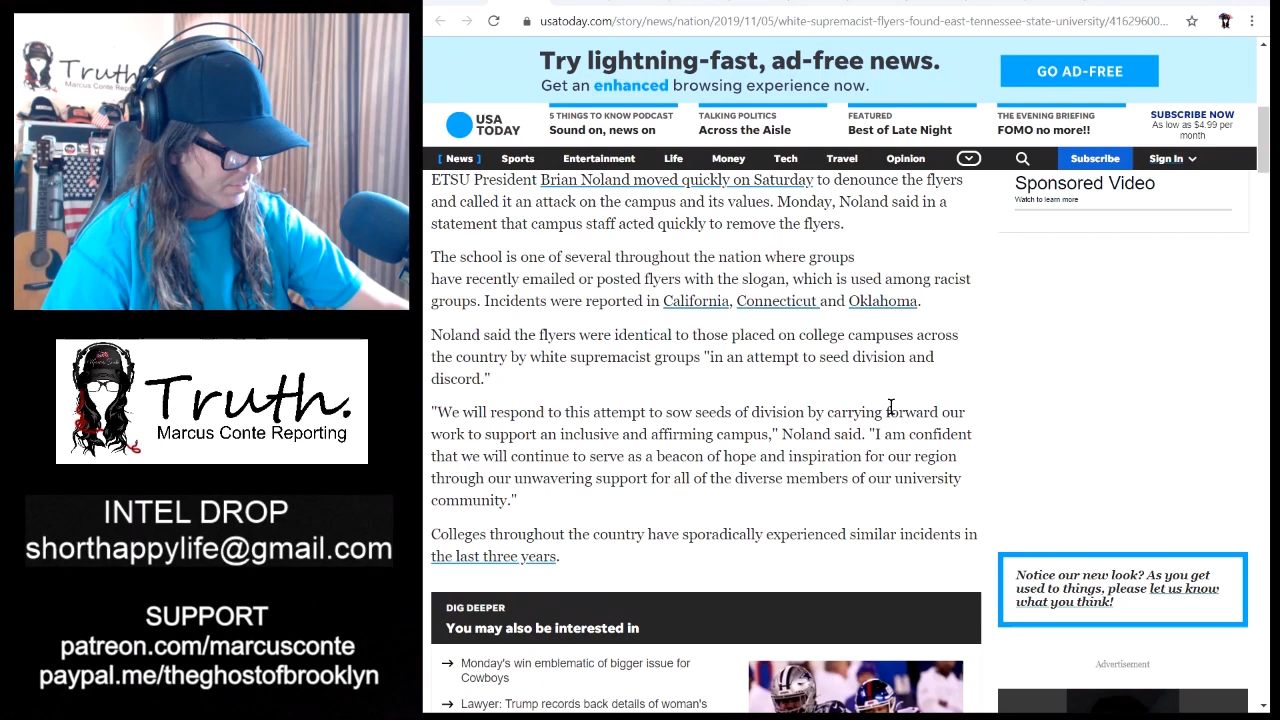 Truth.
Marcus Conte Reporting
Truth.
Marcus Conte Reporting
INTEL DROP
shorthappylife@gmail.com
SUPPORT
patreon.com/marcusconte
paypal.me/theghostofbrooklyn
usatoday.com/story/news/nation/2019/11/05/white-supremacist-flyers-found-east-tennessee-state-university/41629600...
Try lightning-fast, ad-free news.
Get an enhanced browsing experience now.
GO AD-FREE
USA
TODAY
5 THINGS TO KNOW PODCAST
Sound on, news on
TALKING POLITICS
Across the Aisle
FEATURED
Best of Late Night
THE EVENING BRIEFING
FOMO no more!!
SUBSCRIBE NOW
As low as $4.99 per
month
[ News ] Sports Entertainment Life Money Tech Travel Opinion Subscribe Sign In
ETSU President Brian Noland moved quickly on Saturday to denounce the flyers
and called it an attack on the campus and its values. Monday, Noland said in a
statement that campus staff acted quickly to remove the flyers.
The school is one of several throughout the nation where groups
have recently emailed or posted flyers with the slogan, which is used among racist
groups. Incidents were reported in California, Connecticut and Oklahoma.
Noland said the flyers were identical to those placed on college campuses across
the country by white supremacist groups "in an attempt to seed division and
discord."
"We will respond to this attempt to sow seeds of division by carrying forward our
work to support an inclusive and affirming campus," Noland said. "I am confident
that we will continue to serve as a beacon of hope and inspiration for our region
through our unwavering support for all of the diverse members of our university
community."
Colleges throughout the country have sporadically experienced similar incidents in
the last three years.
DIG DEEPER
You may also be interested in
→ Monday's win emblematic of bigger issue for
Cowboys
→ Lawyer: Trump records back details of woman's
Sponsored Video
Watch to learn more
Notice our new look? As you get
used to things, please let us know
what you think!
Advertisement